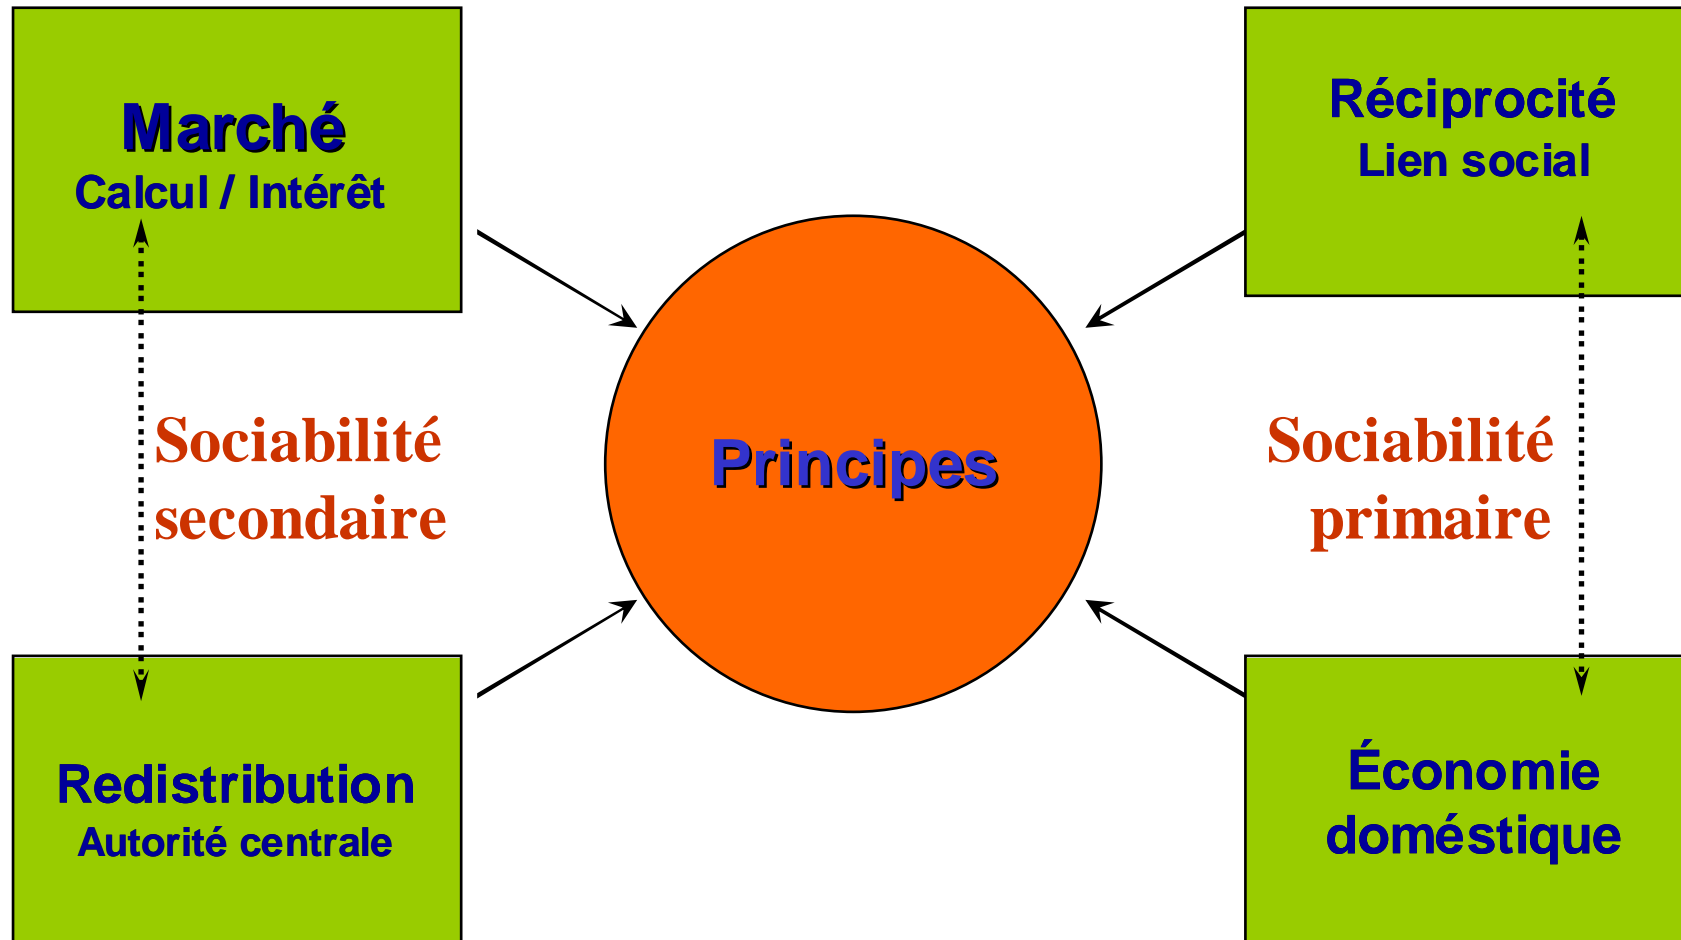 Marché
Calcul / Intérêt
Réciprocité
Lien social
Sociabilité
secondaire
Principes
Sociabilité
primaire
Redistribution
Autorité centrale
Économie
doméstique